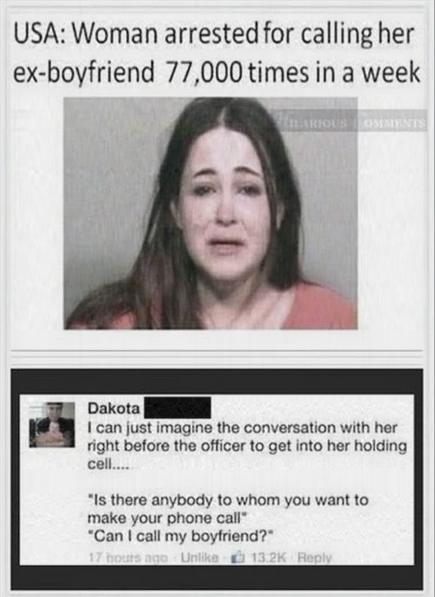 USA: Woman arrested for calling her
ex-boyfriend 77,000 times in a week
HILARIOUS COMMENTS
Dakota
I can just imagine the conversation with her
right before the officer to get into her holding
cell....
"Is there anybody to whom you want to
make your phone call"
"Can I call my boyfriend?"
17 hours ago · Unlike · 13.2K · Reply